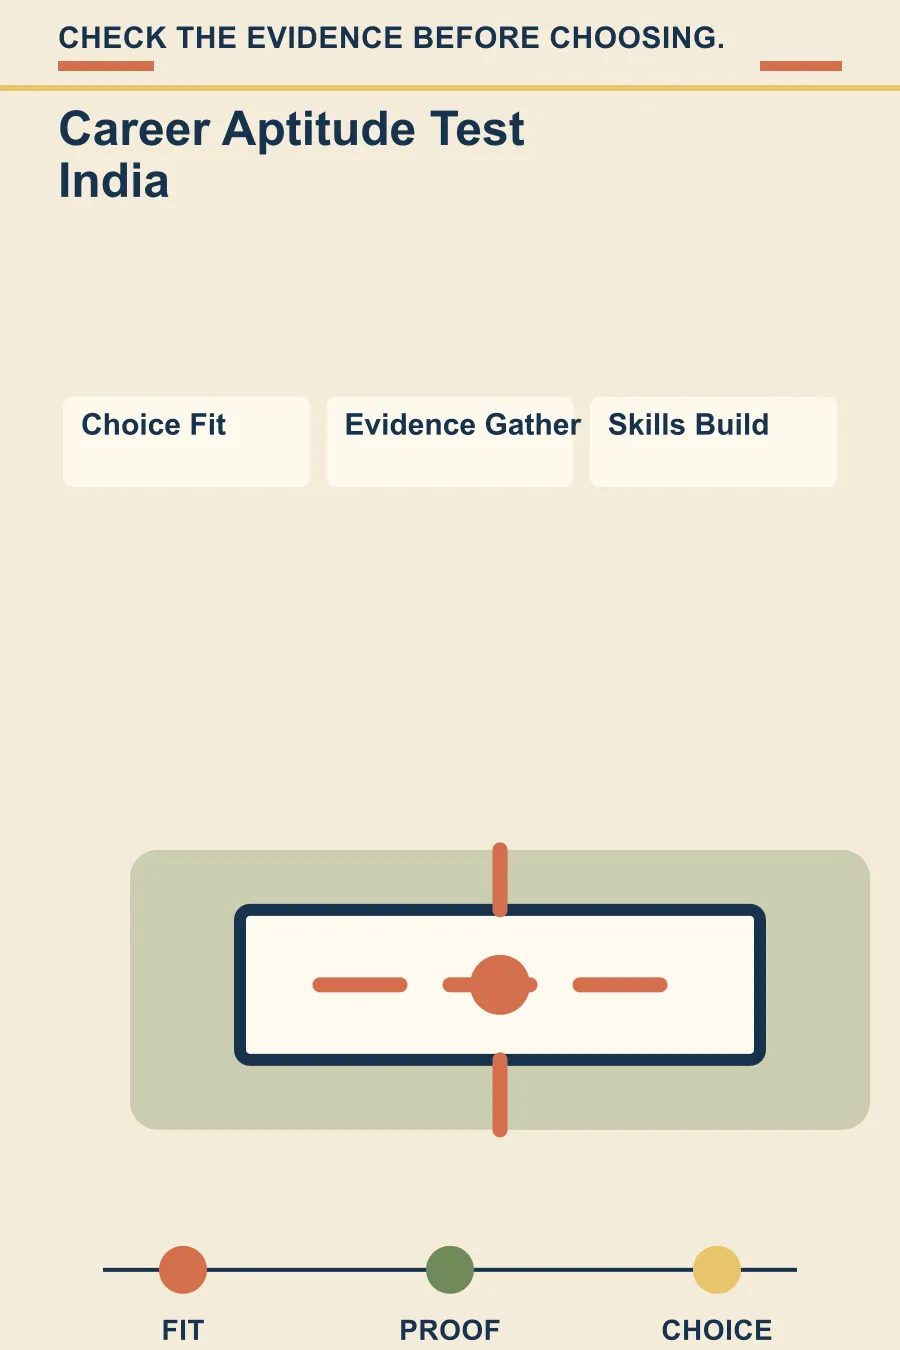 CHECK THE EVIDENCE BEFORE CHOOSING.
Career Aptitude Test
India
Choice Fit
Evidence Gather
Skills Build
FIT
PROOF
CHOICE